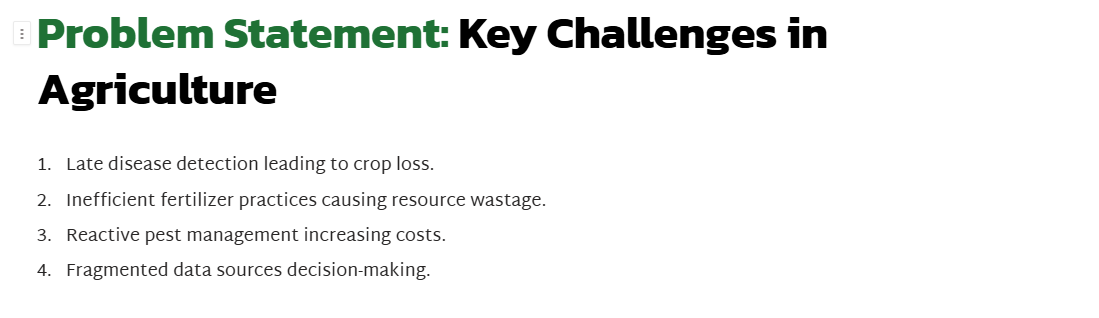 Problem Statement: Key Challenges in
Agriculture
1. Late disease detection leading to crop loss.
2. Inefficient fertilizer practices causing resource wastage.
3. Reactive pest management increasing costs.
4. Fragmented data sources decision-making.